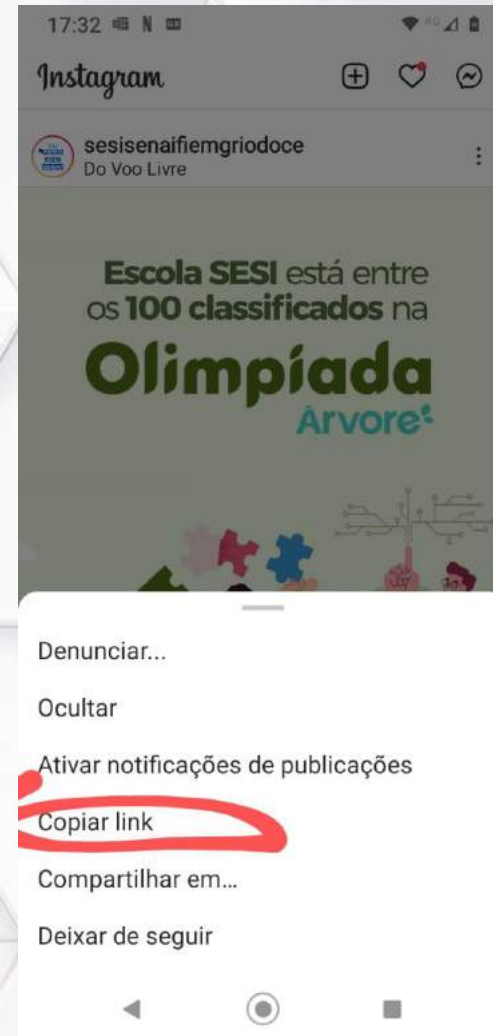 17:32
Instagram
sesisenaifiemgriodoce
Do Voo Livre
Escola SESI está entre
os 100 classificados na
Olimpíada
Árvore
Denunciar...
Ocultar
Ativar notificações de publicações
Copiar link
Compartilhar em...
Deixar de seguir